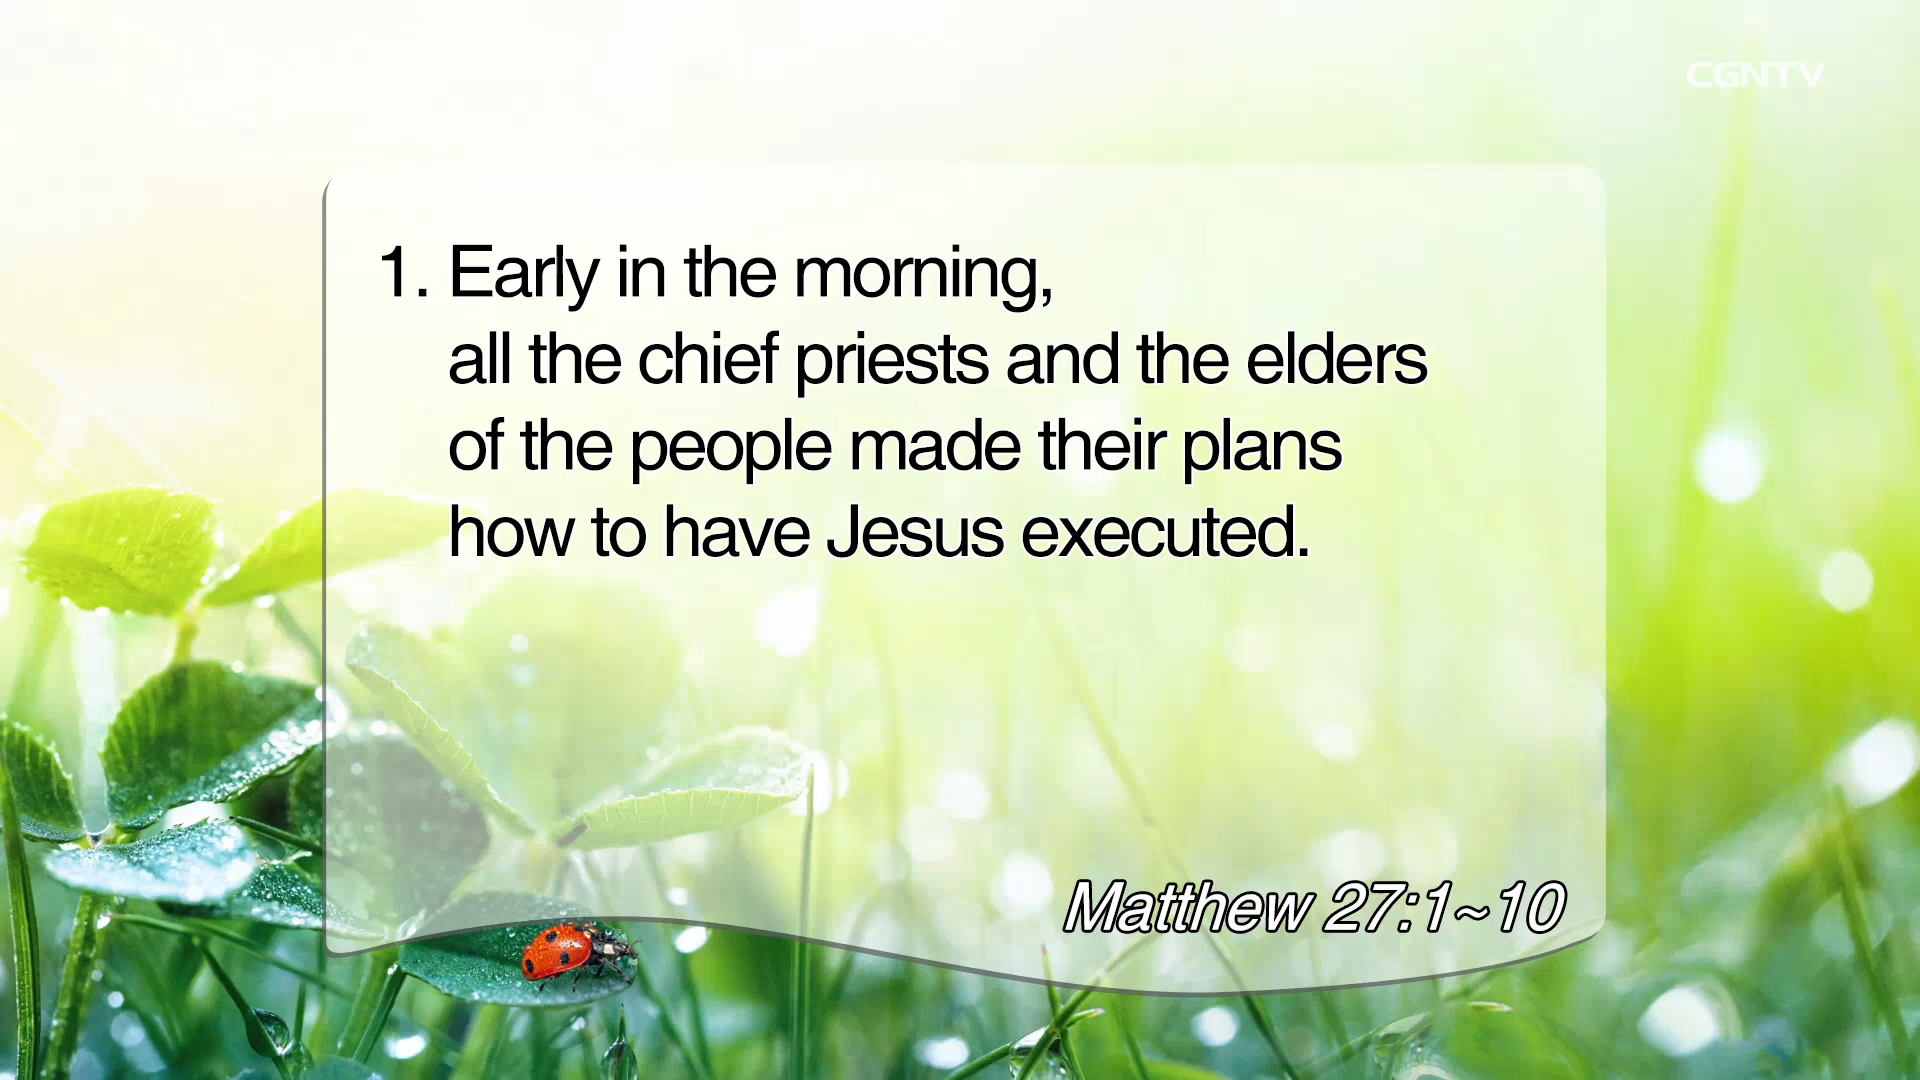 CGNTV
1. Early in the morning,
all the chief priests and the elders
of the people made their plans
how to have Jesus executed.
Matthew 27:1~10